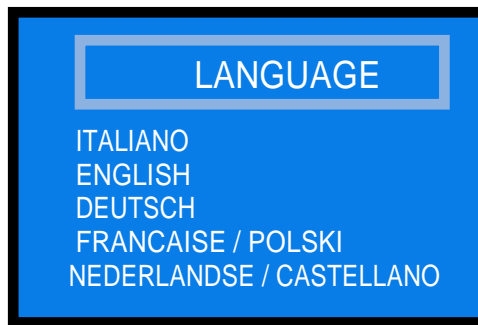 LANGUAGE
ITALIANO
ENGLISH
DEUTSCH
FRANCAISE / POLSKI
NEDERLANDSE / CASTELLANO